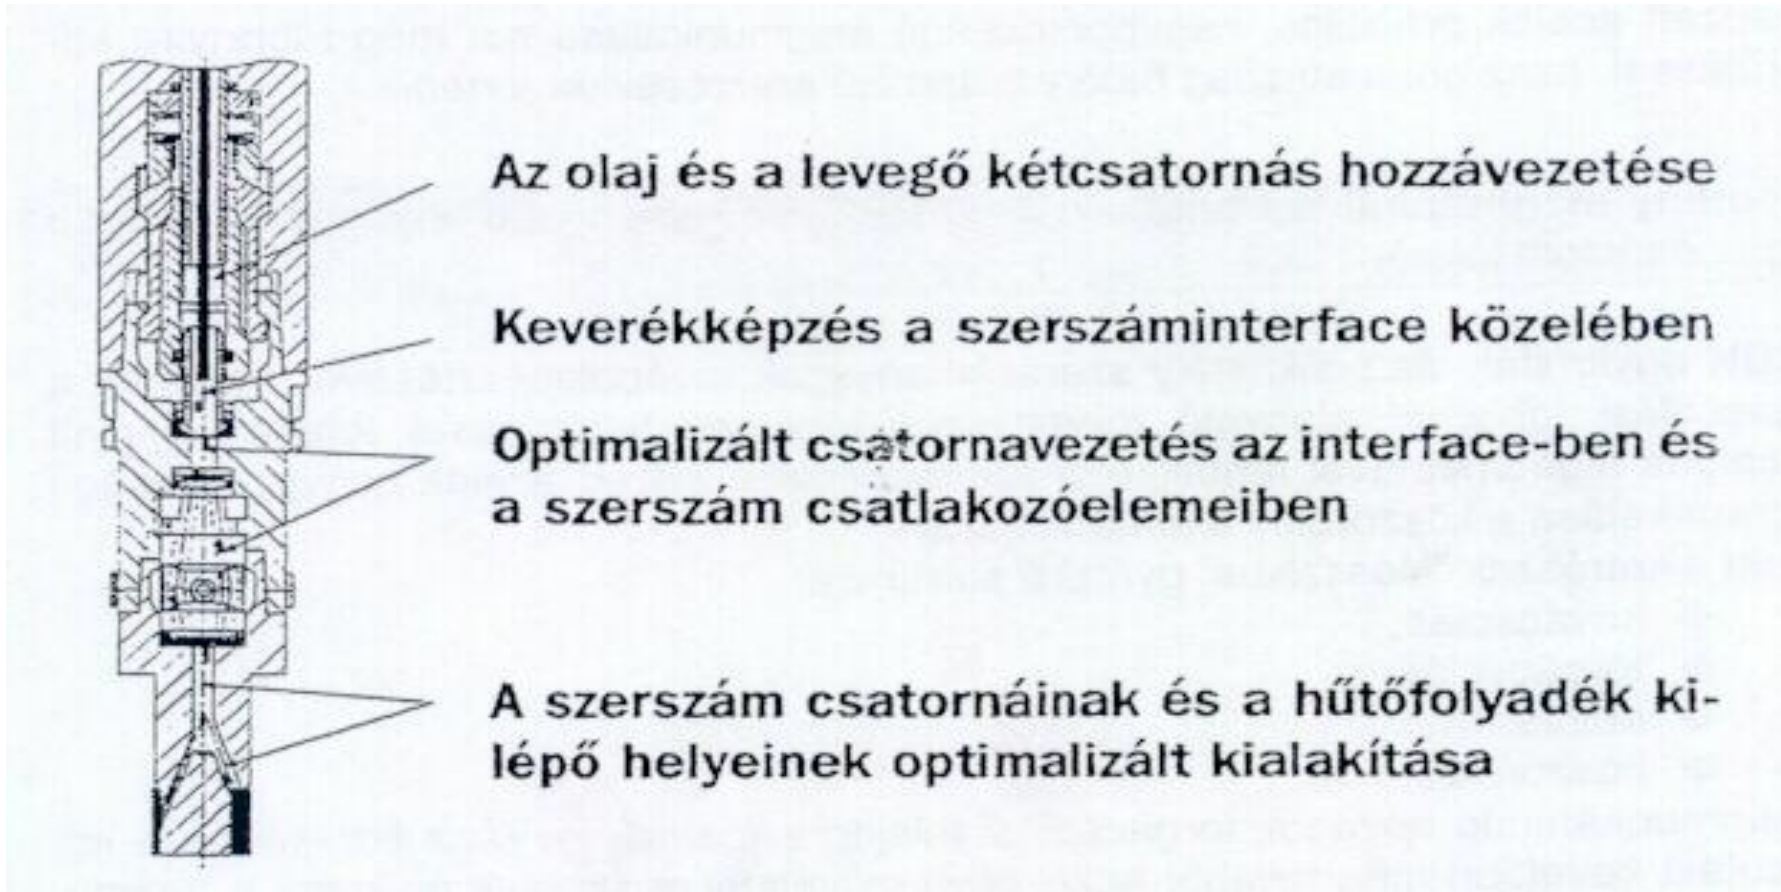 Az olaj és a levegő kétcsatornás hozzávezetése
Keverékképzés a szerszáminterface közelében
Optimalizált csatornavezetés az interface-ben és
a szerszám csatlakozóelemeiben
A szerszám csatornáinak és a hűtőfolyadék ki-
lépő helyeinek optimalizált kialakítása